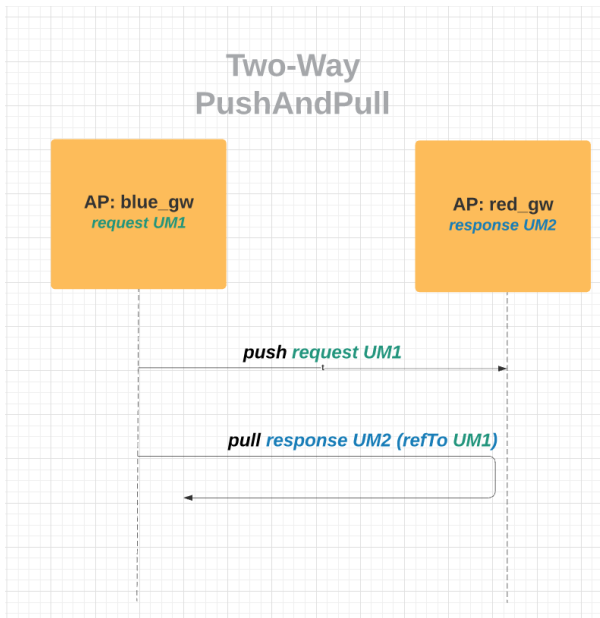 Two-Way
PushAndPull
AP: blue_gw
request UM1
AP: red_gw
response UM2
push request UM1
t
pull response UM2 (refTo UM1)